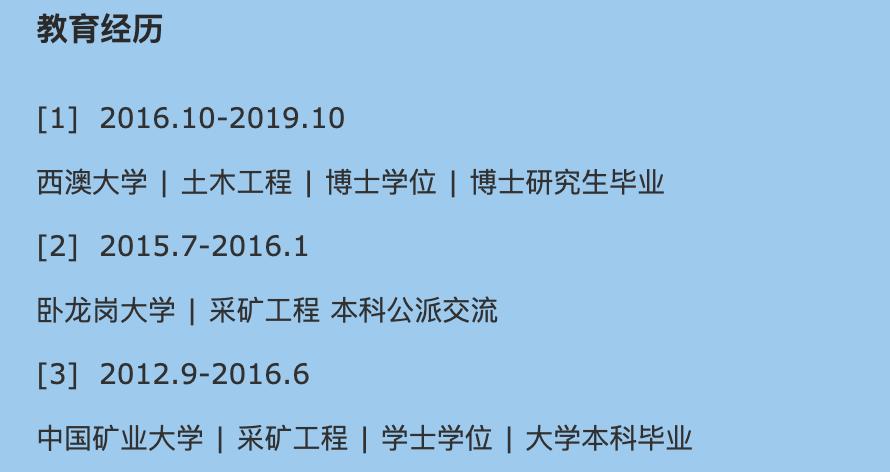 教育经历
[1] 2016.10-2019.10
西澳大学 | 土木工程 | 博士学位 | 博士研究生毕业
[2] 2015.7-2016.1
卧龙岗大学 | 采矿工程 本科公派交流
[3] 2012.9-2016.6
中国矿业大学 | 采矿工程 | 学士学位 | 大学本科毕业